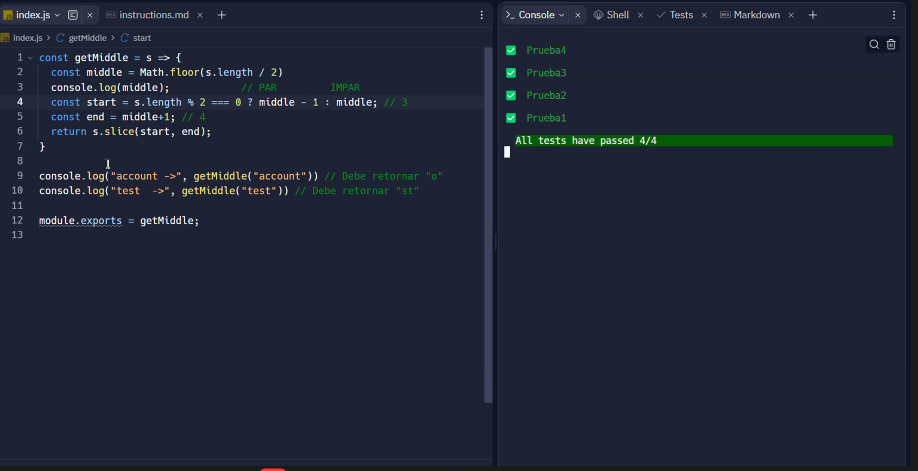 index.js
instructions.md
index.js > getMiddle > start
1 const getMiddle = s => {
2 const middle = Math.floor(s.length / 2)
3 console.log(middle); // PAR IMPAR
4 const start = s.length % 2 === 0 ? middle - 1 : middle; // 3
5 const end = middle+1; // 4
6 return s.slice(start, end);
7 }
8
9 console.log("account ->", getMiddle("account")) // Debe retornar "o"
10 console.log("test ->", getMiddle("test")) // Debe retornar "st"
11
12 module.exports = getMiddle;
13
Console
Shell
Tests
Markdown
Prueba4
Prueba3
Prueba2
Prueba1
All tests have passed 4/4